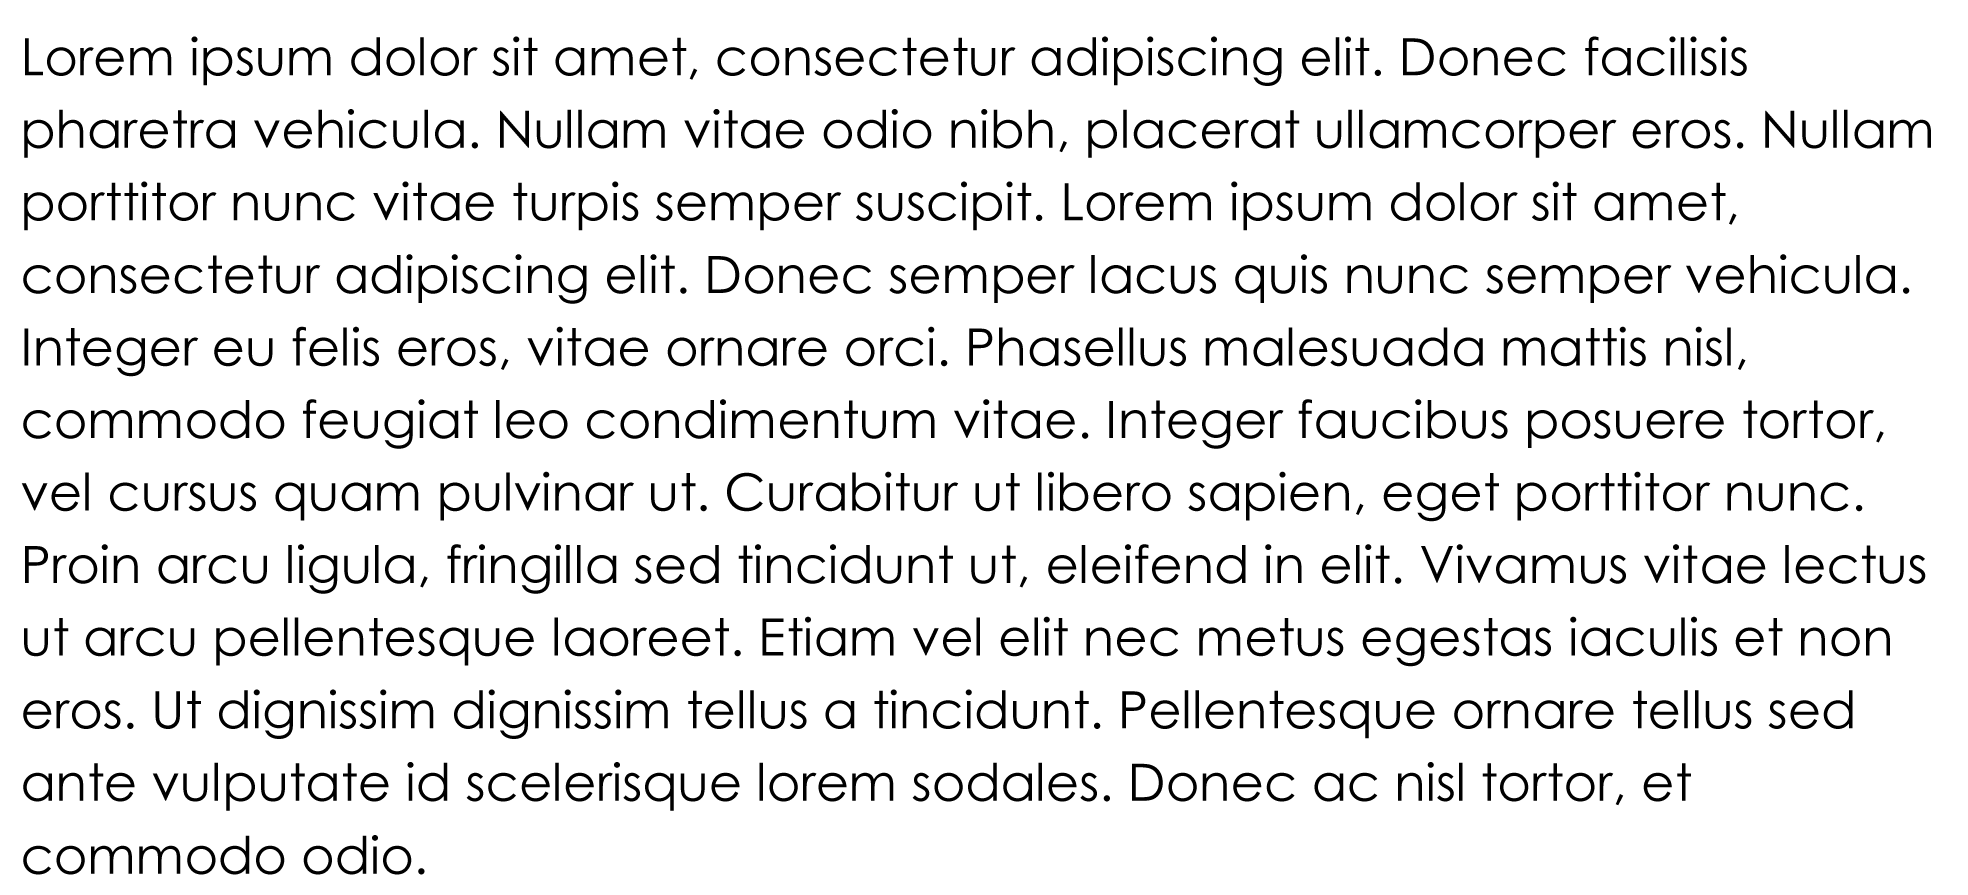 Lorem ipsum dolor sit amet, consectetur adipiscing elit. Donec facilisis
pharetra vehicula. Nullam vitae odio nibh, placerat ullamcorper eros. Nullam
porttitor nunc vitae turpis semper suscipit. Lorem ipsum dolor sit amet,
consectetur adipiscing elit. Donec semper lacus quis nunc semper vehicula.
Integer eu felis eros, vitae ornare orci. Phasellus malesuada mattis nisl,
commodo feugiat leo condimentum vitae. Integer faucibus posuere tortor,
vel cursus quam pulvinar ut. Curabitur ut libero sapien, eget porttitor nunc.
Proin arcu ligula, fringilla sed tincidunt ut, eleifend in elit. Vivamus vitae lectus
ut arcu pellentesque laoreet. Etiam vel elit nec metus egestas iaculis et non
eros. Ut dignissim dignissim tellus a tincidunt. Pellentesque ornare tellus sed
ante vulputate id scelerisque lorem sodales. Donec ac nisl tortor, et
commodo odio.